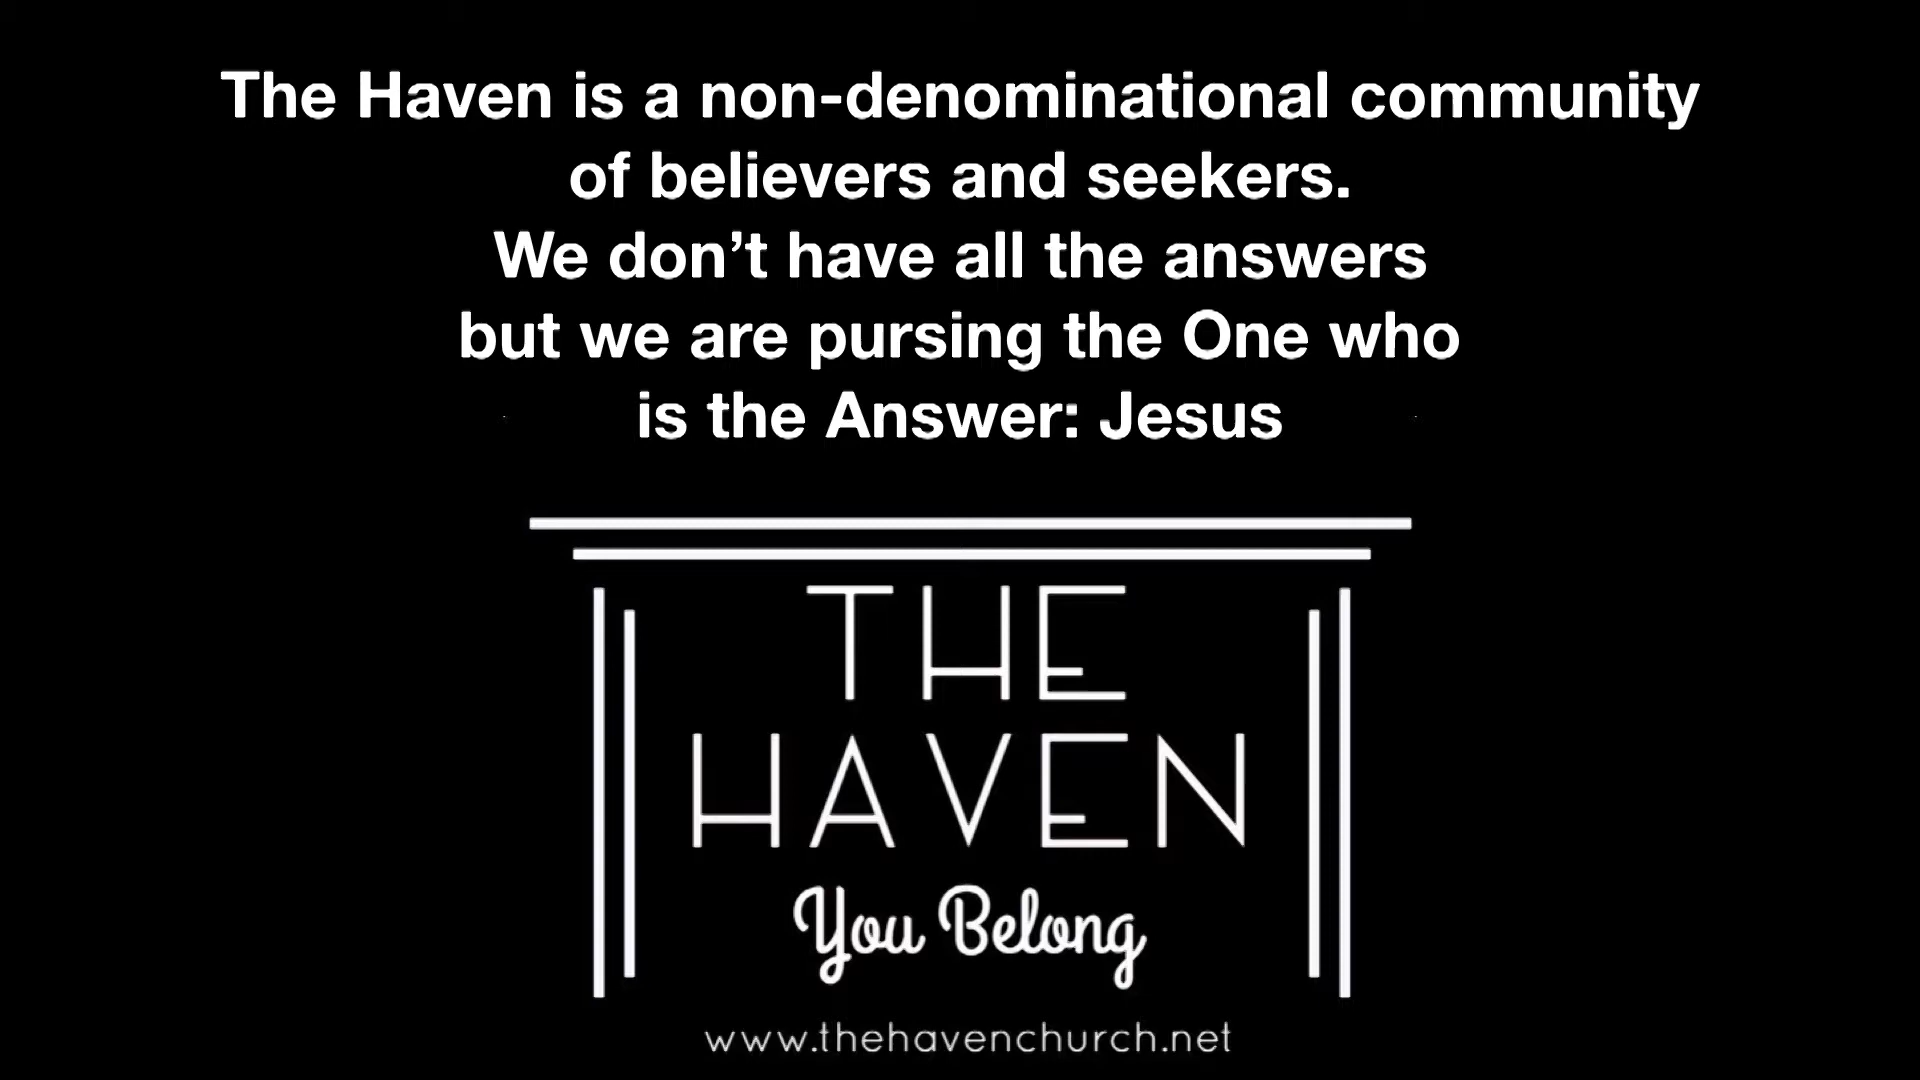 The Haven is a non-denominational community
of believers and seekers.
We don’t have all the answers
but we are pursing the One who
is the Answer: Jesus
THE
HAVEN
You Belong
www.thehavenchurch.net